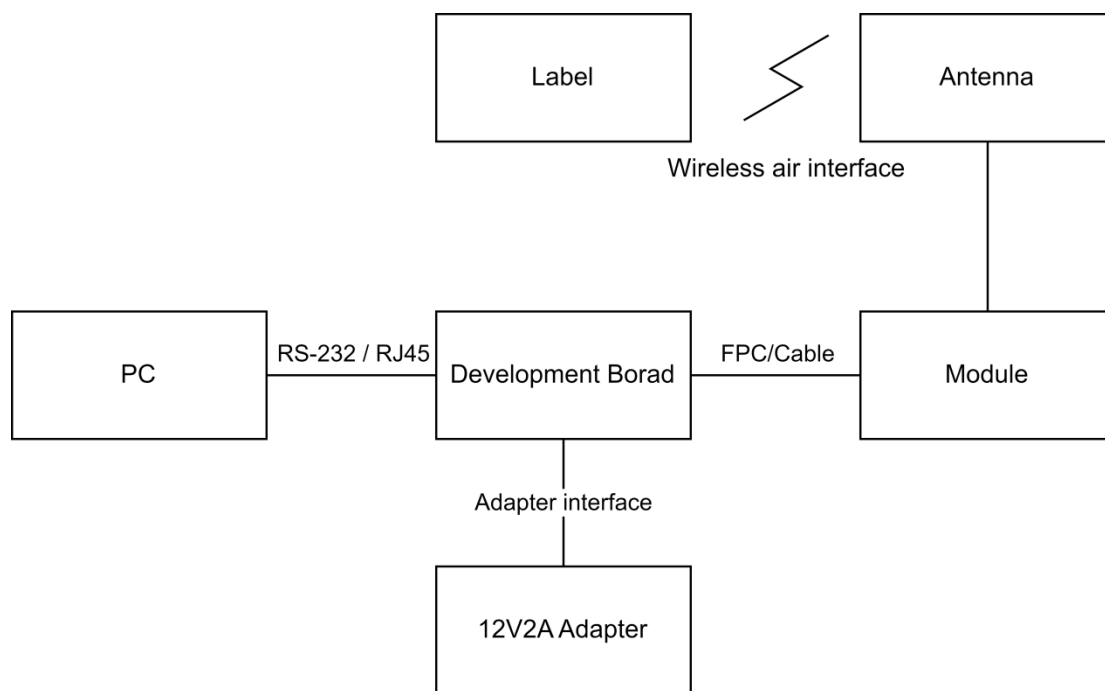 Label
Antenna
Wireless air interface
PC
RS-232 / RJ45
Development Borad
FPC/Cable
Module
Adapter interface
12V2A Adapter